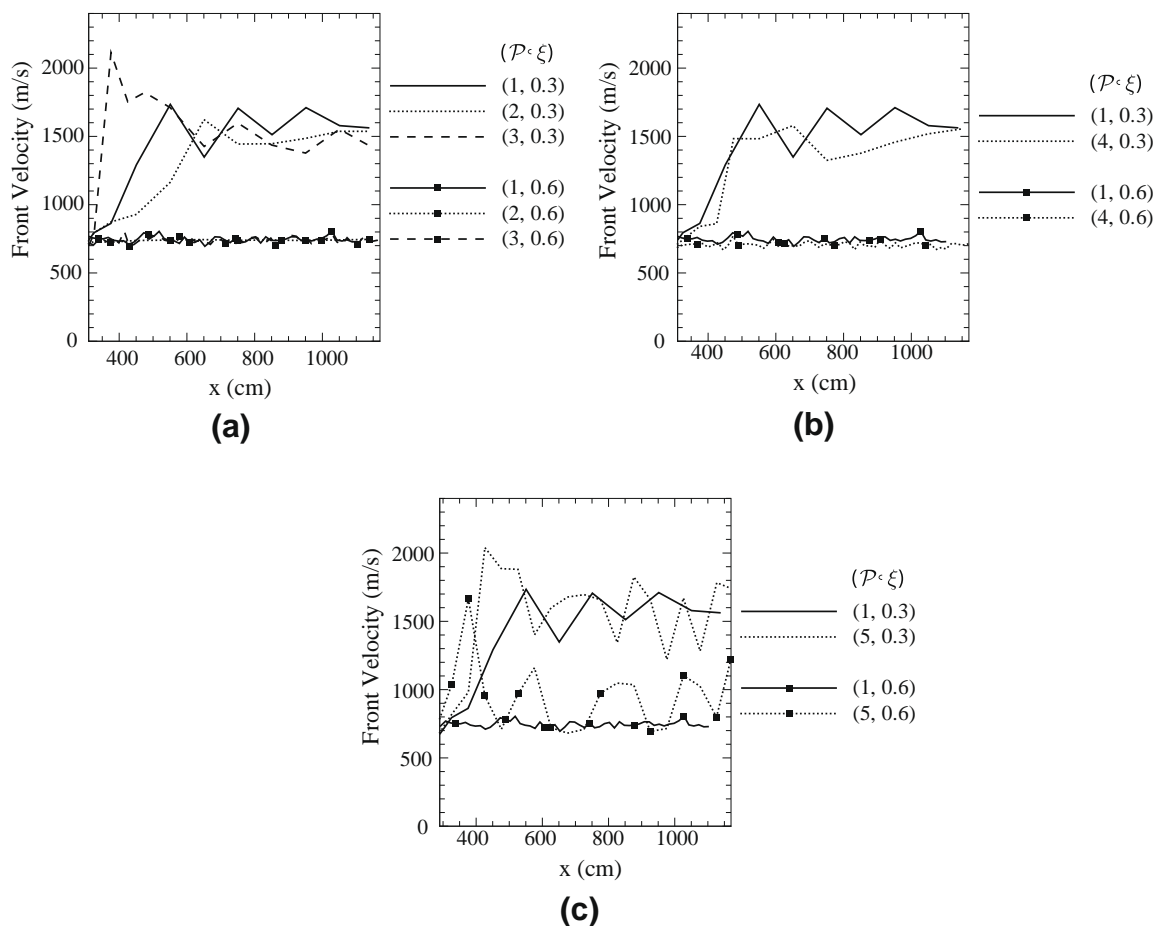 Front Velocity (m/s)
2000
1500
1000
500
0
400 600 800 1000
x (cm)
(𝒫 ξ)
(1, 0.3)
(2, 0.3)
(3, 0.3)
(1, 0.6)
(2, 0.6)
(3, 0.6)
(a)
Front Velocity (m/s)
2000
1500
1000
500
0
400 600 800 1000
x (cm)
(𝒫 ξ)
(1, 0.3)
(4, 0.3)
(1, 0.6)
(4, 0.6)
(b)
Front Velocity (m/s)
2000
1500
1000
500
0
400 600 800 1000
x (cm)
(𝒫 ξ)
(1, 0.3)
(5, 0.3)
(1, 0.6)
(5, 0.6)
(c)